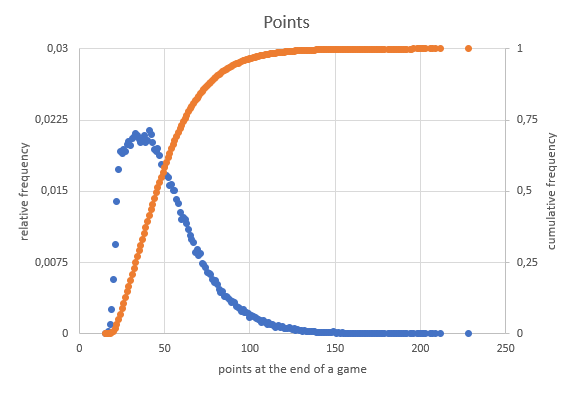 Points
0,03
0,0225
0,015
0,0075
0
1
0,75
0,5
0,25
0
0 50 100 150 200 250
relative frequency
cumulative frequency
points at the end of a game